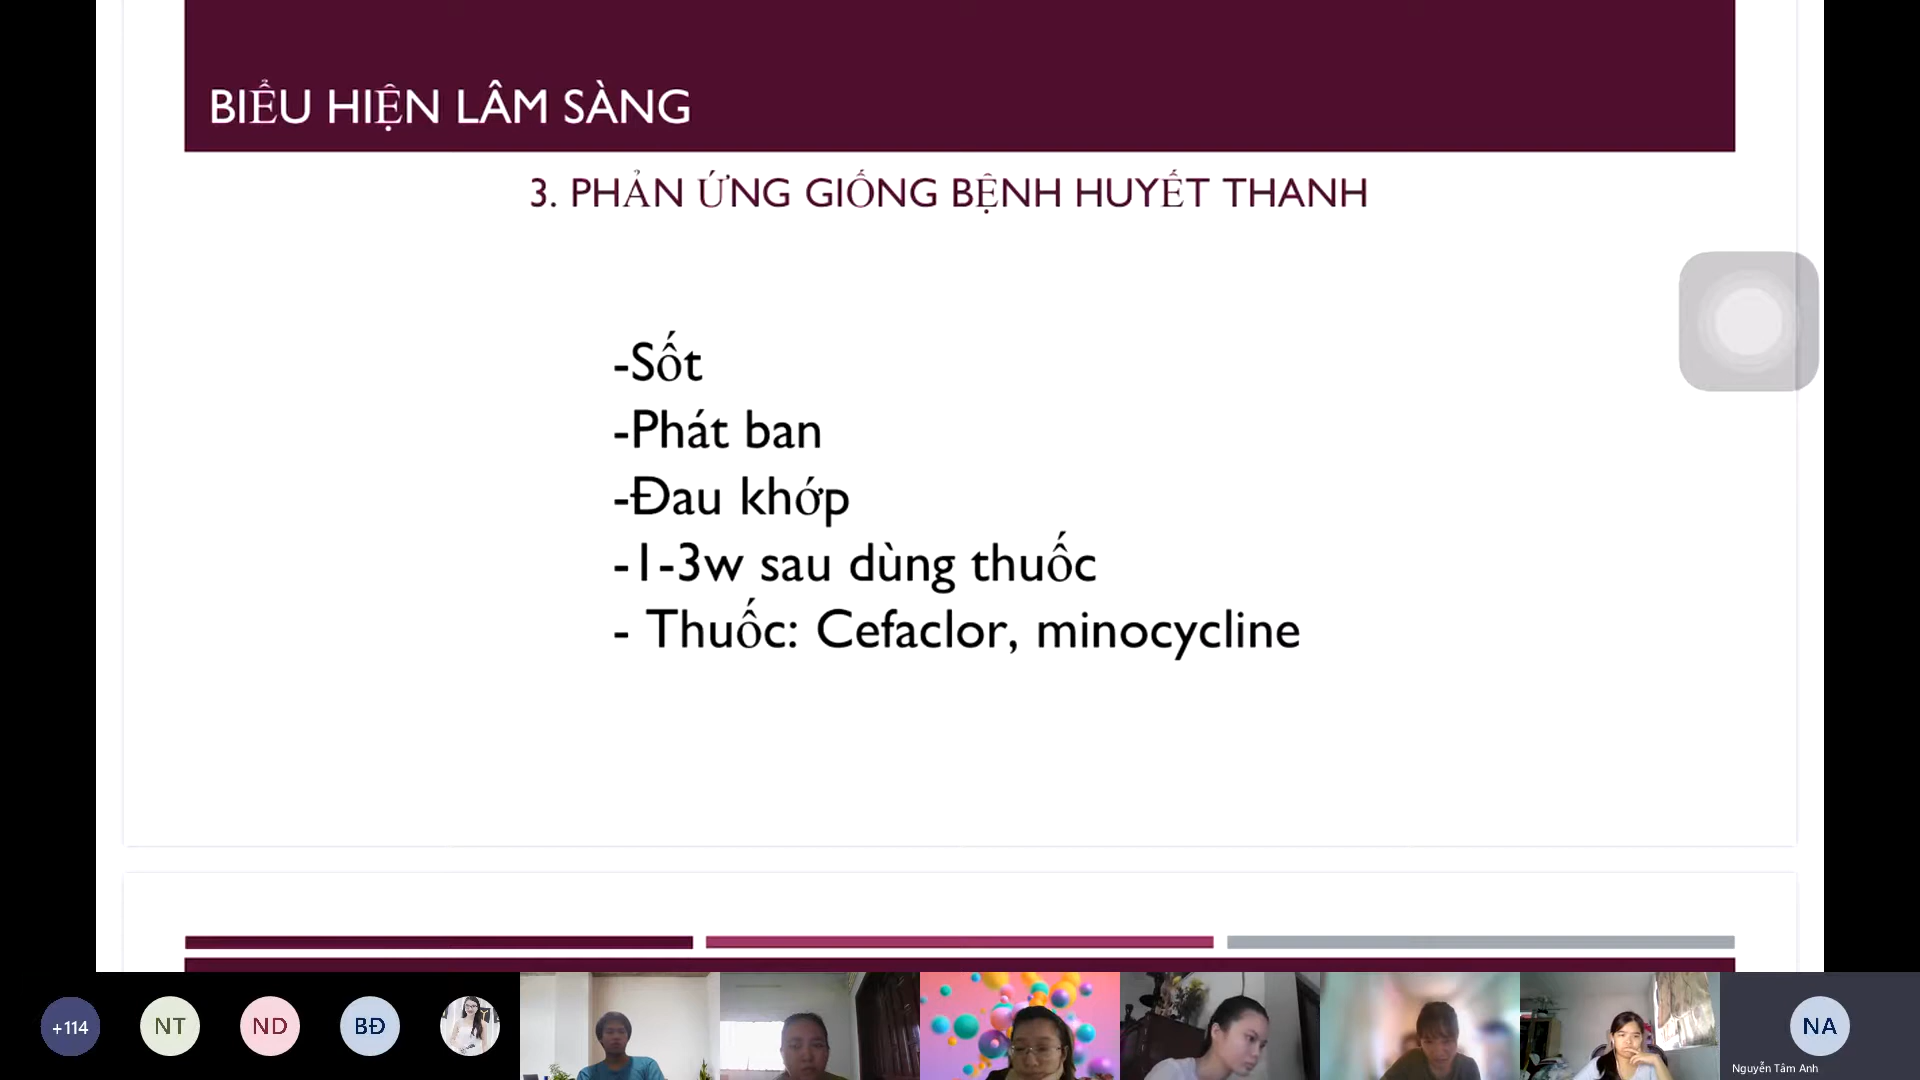 BIỂU HIỆN LÂM SÀNG
3. PHẢN ỨNG GIỐNG BỆNH HUYẾT THANH
-Sốt
-Phát ban
-Đau khớp
-1-3w sau dùng thuốc
- Thuốc: Cefaclor, minocycline
+114
NT
ND
BĐ
NA
Nguyễn Tâm Anh